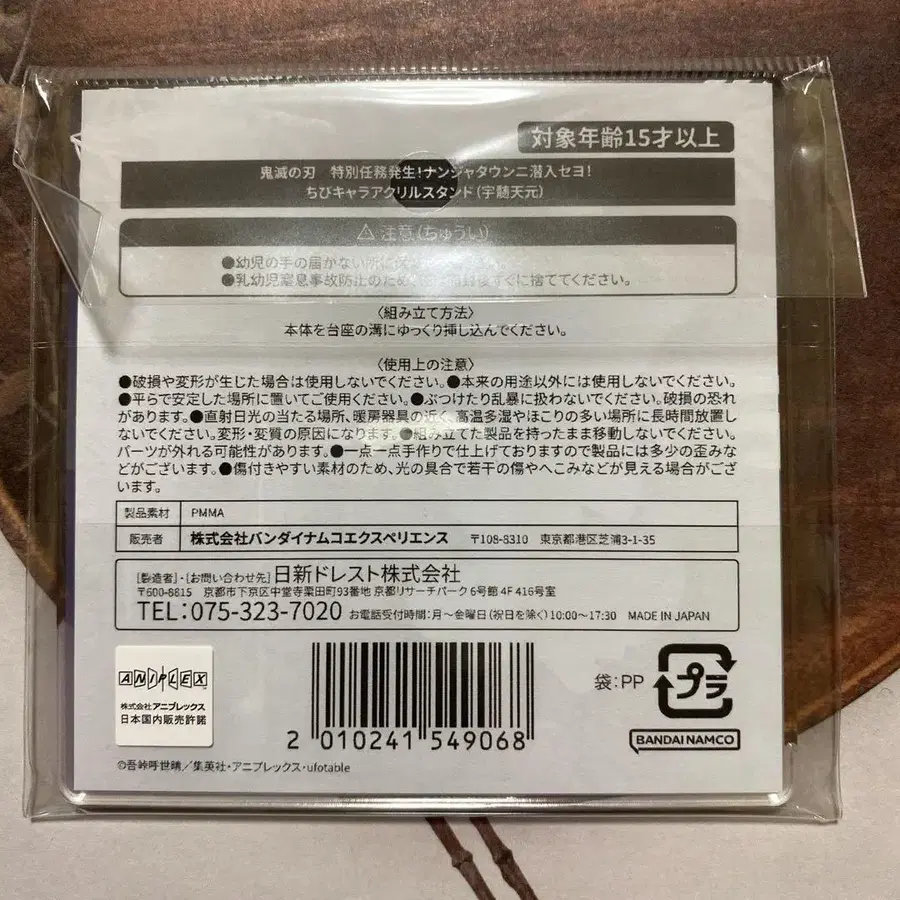 対象年齢15才以上
鬼滅の刃 特別任務発生!ナンジャタウンニ潜入セヨ!
ちびキャラアクリルスタンド(宇髄天元)
⚠注意(ちゅうい)
●幼児の手の届かない所に
●乳幼児窒息事故防止のため、開封後すぐに捨ててください。
〈組み立て方法〉
本体を台座の溝にゆっくり挿し込んでください。
〈使用上の注意〉
●破損や変形が生じた場合は使用しないでください。●本来の用途以外には使用しないでください。
●平らで安定した場所に置いてご使用ください。●ぶつけたり乱暴に扱わないでください。破損の恐れ
があります。●直射日光の当たる場所、暖房器具の近く、高温多湿やほこりの多い場所に長時間放置し
ないでください。変形・変質の原因になります。●組み立てた製品を持ったまま移動しないでください。
パーツが外れる可能性があります。●一点一点手作りで仕上げておりますので製品には多少の歪みな
どがございます。●傷付きやすい素材のため、光の具合で若干の傷やへこみなどが見える場合がござ
います。
製品素材 PMMA
販売者 株式会社バンダイナムコエクスペリエンス 〒108-8310 東京都港区芝浦3-1-35
[製造者]・[お問い合わせ先]日新ドレスト株式会社
〒600-8815 京都市下京区中堂寺粟田町93番地 京都リサーチパーク6号館 4F 416号室
TEL:075-323-7020 お電話受付時間:月~金曜日(祝日を除く)10:00~17:30 MADE IN JAPAN
ANIPLEX
株式会社アニプレックス
日本国内販売許諾
2 010241 549068
袋:PP
プラ
BANDAI NAMCO
©吾峠呼世晴/集英社・アニプレックス・ufotable